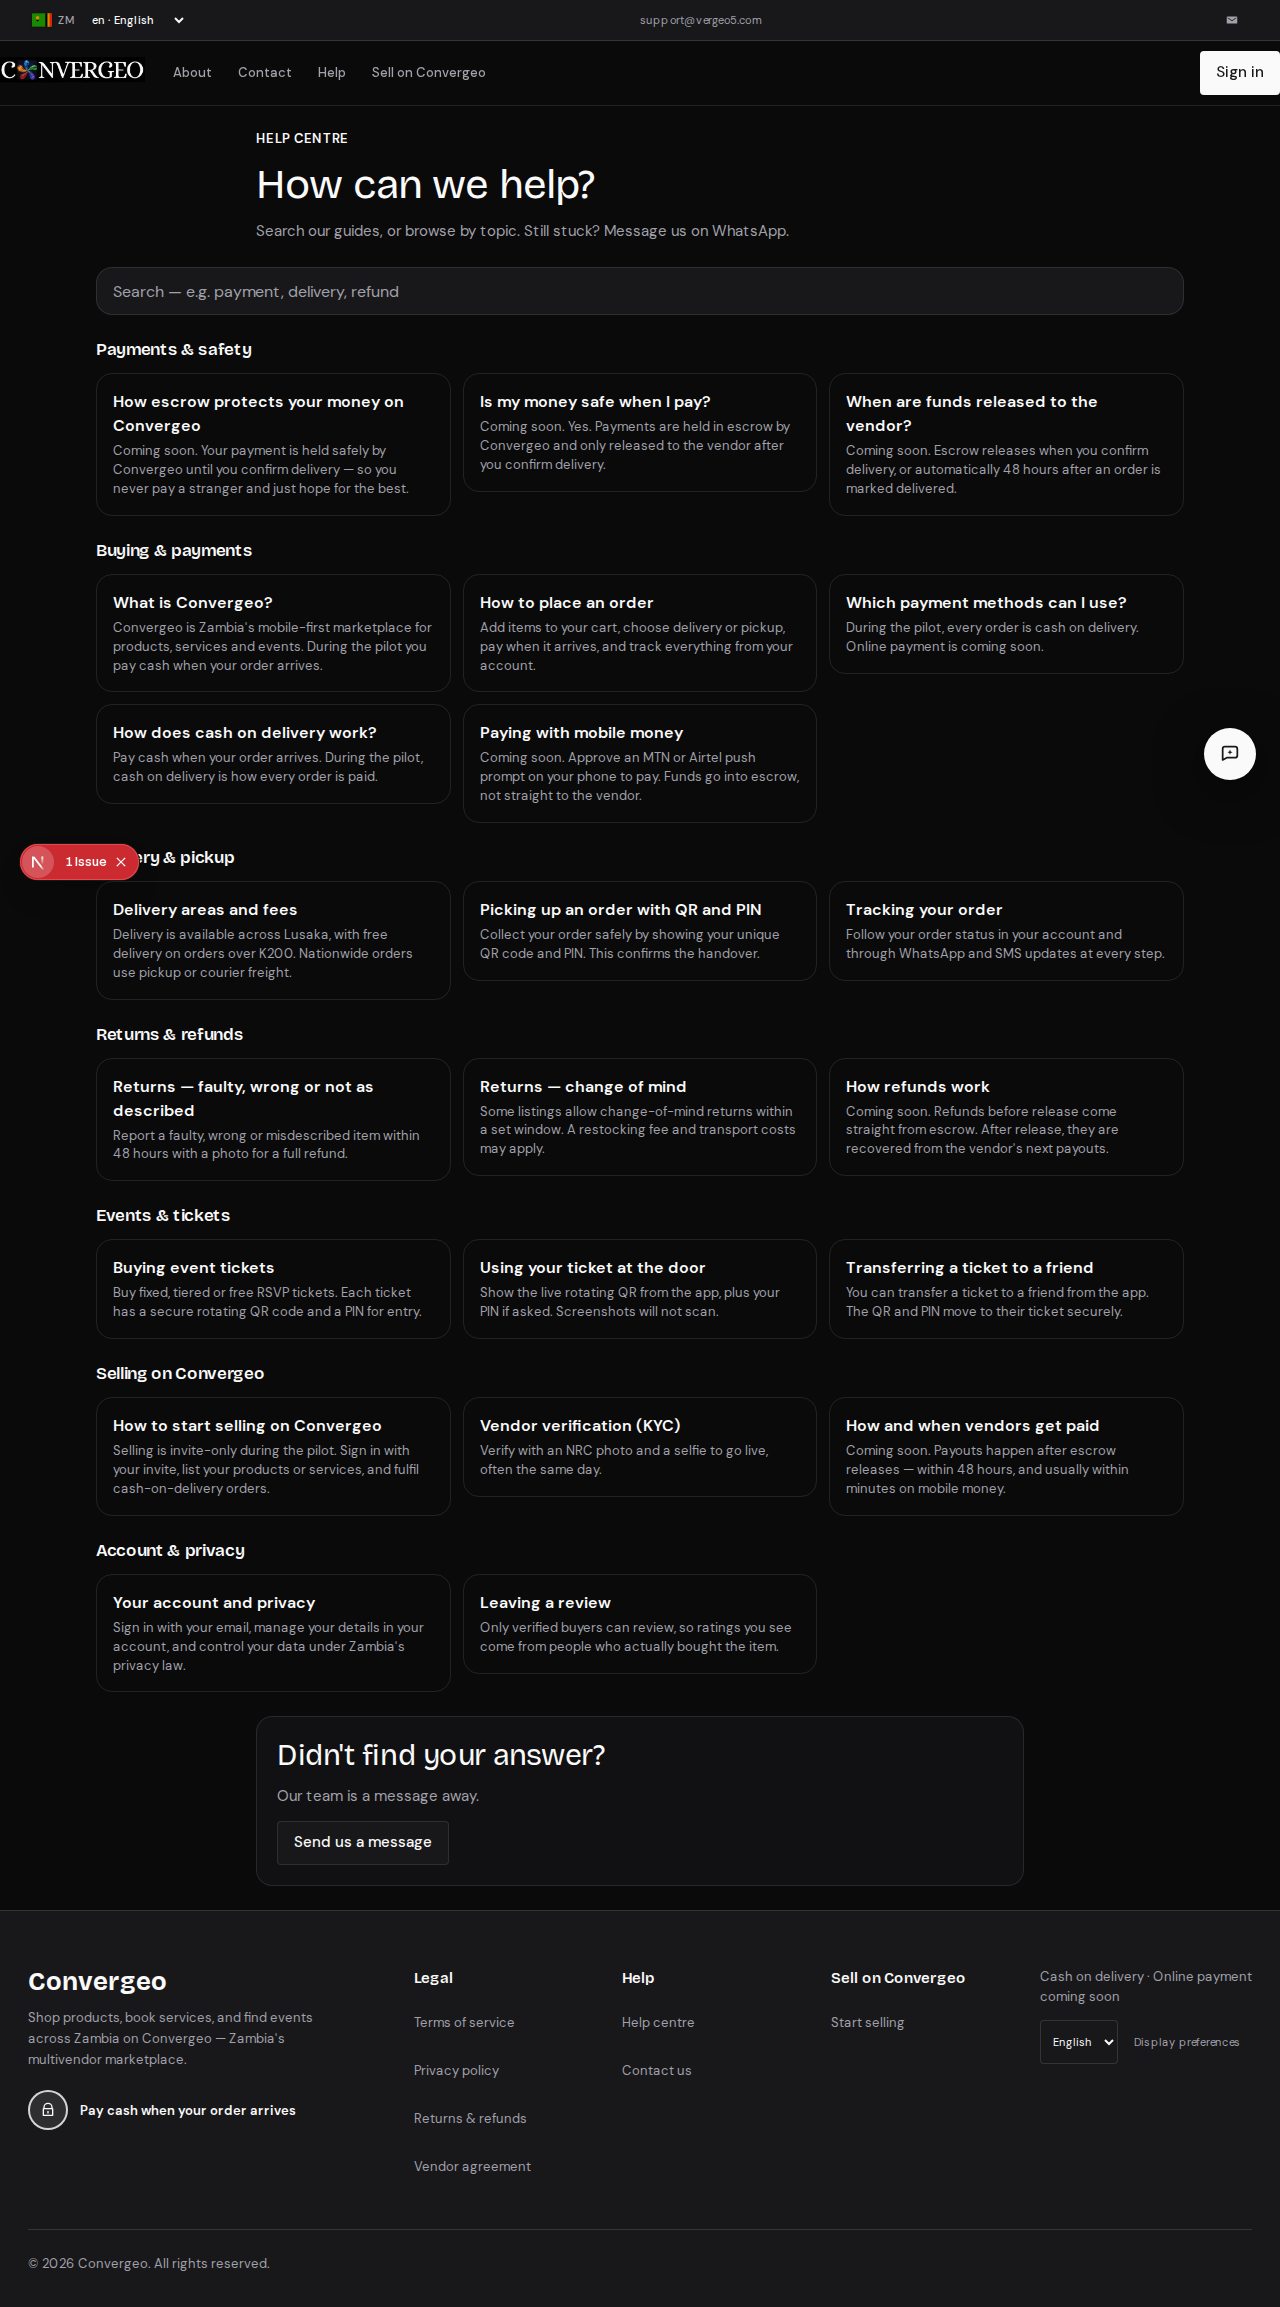 ZM
en · English
support@vergeo5.com
CONVERGEO
About
Contact
Help
Sell on Convergeo
Sign in
HELP CENTRE
How can we help?
Search our guides, or browse by topic. Still stuck? Message us on WhatsApp.
Search — e.g. payment, delivery, refund
Payments & safety
How escrow protects your money on
Convergeo
Coming soon. Your payment is held safely by
Convergeo until you confirm delivery — so you
never pay a stranger and just hope for the best.
Is my money safe when I pay?
Coming soon. Yes. Payments are held in escrow by
Convergeo and only released to the vendor after
you confirm delivery.
When are funds released to the
vendor?
Coming soon. Escrow releases when you confirm
delivery, or automatically 48 hours after an order is
marked delivered.
Buying & payments
What is Convergeo?
Convergeo is Zambia's mobile-first marketplace for
products, services and events. During the pilot you
pay cash when your order arrives.
How to place an order
Add items to your cart, choose delivery or pickup,
pay when it arrives, and track everything from your
account.
Which payment methods can I use?
During the pilot, every order is cash on delivery.
Online payment is coming soon.
How does cash on delivery work?
Pay cash when your order arrives. During the pilot,
cash on delivery is how every order is paid.
Paying with mobile money
Coming soon. Approve an MTN or Airtel push
prompt on your phone to pay. Funds go into escrow,
not straight to the vendor.
1 Issue
ery & pickup
Delivery areas and fees
Delivery is available across Lusaka, with free
delivery on orders over K200. Nationwide orders
use pickup or courier freight.
Picking up an order with QR and PIN
Collect your order safely by showing your unique
QR code and PIN. This confirms the handover.
Tracking your order
Follow your order status in your account and
through WhatsApp and SMS updates at every step.
Returns & refunds
Returns — faulty, wrong or not as
described
Report a faulty, wrong or misdescribed item within
48 hours with a photo for a full refund.
Returns — change of mind
Some listings allow change-of-mind returns within
a set window. A restocking fee and transport costs
may apply.
How refunds work
Coming soon. Refunds before release come
straight from escrow. After release, they are
recovered from the vendor's next payouts.
Events & tickets
Buying event tickets
Buy fixed, tiered or free RSVP tickets. Each ticket
has a secure rotating QR code and a PIN for entry.
Using your ticket at the door
Show the live rotating QR from the app, plus your
PIN if asked. Screenshots will not scan.
Transferring a ticket to a friend
You can transfer a ticket to a friend from the app.
The QR and PIN move to their ticket securely.
Selling on Convergeo
How to start selling on Convergeo
Selling is invite-only during the pilot. Sign in with
your invite, list your products or services, and fulfil
cash-on-delivery orders.
Vendor verification (KYC)
Verify with an NRC photo and a selfie to go live,
often the same day.
How and when vendors get paid
Coming soon. Payouts happen after escrow
releases — within 48 hours, and usually within
minutes on mobile money.
Account & privacy
Your account and privacy
Sign in with your email, manage your details in your
account, and control your data under Zambia's
privacy law.
Leaving a review
Only verified buyers can review, so ratings you see
come from people who actually bought the item.
Didn't find your answer?
Our team is a message away.
Send us a message
Convergeo
Shop products, book services, and find events
across Zambia on Convergeo — Zambia's
multivendor marketplace.
Pay cash when your order arrives
Legal
Terms of service
Privacy policy
Returns & refunds
Vendor agreement
Help
Help centre
Contact us
Sell on Convergeo
Start selling
Cash on delivery · Online payment
coming soon
English
Display preferences
© 2026 Convergeo. All rights reserved.